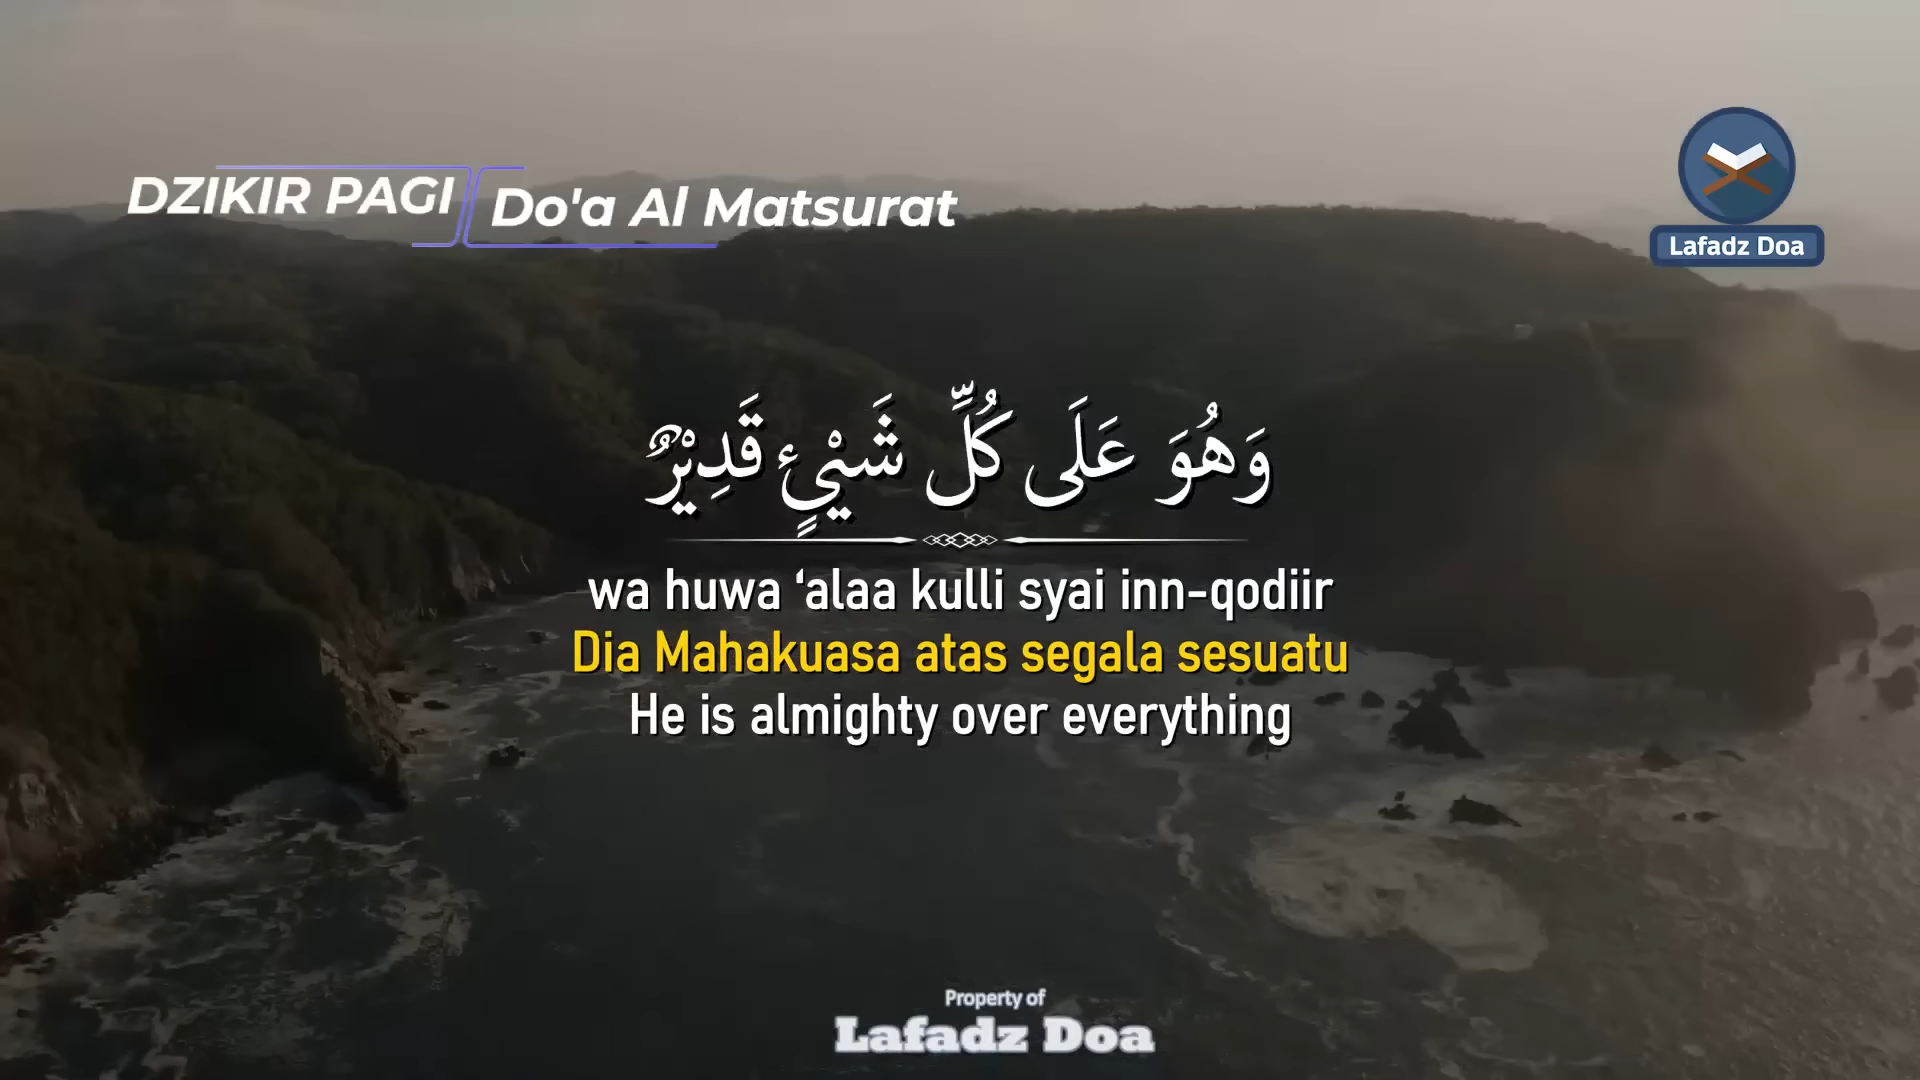 DZIKIR PAGI
Do'a Al Matsurat
Lafadz Doa
وَهُوَ عَلَى كُلِّ شَيْئٍ قَدِيْرٌ
wa huwa ‘alaa kulli syai inn-qodiir
Dia Mahakuasa atas segala sesuatu
He is almighty over everything
Property of
Lafadz Doa